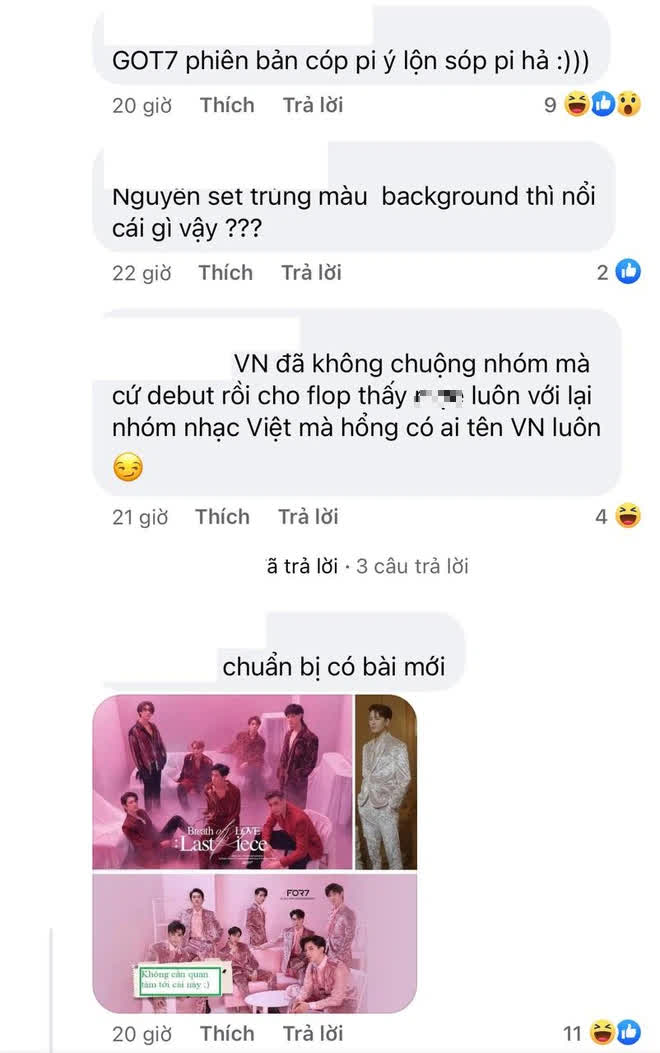 GOT7 phiên bản cóp pi ý lộn sóp pi hả :)))
20 giờ Thích Trả lời 9
Nguyên set trùng màu background thì nổi
cái gì vậy ???
22 giờ Thích Trả lời 2
VN đã không chuộng nhóm mà
cứ debut rồi cho flop thấy luôn với lại
nhóm nhạc Việt mà hổng có ai tên VN luôn
21 giờ Thích Trả lời 4
ã trả lời · 3 câu trả lời
chuẩn bị có bài mới
Breath of LOVE
:Last Piece
FOR7
Không cần quan
tâm tới cái này ;)
20 giờ Thích Trả lời 11